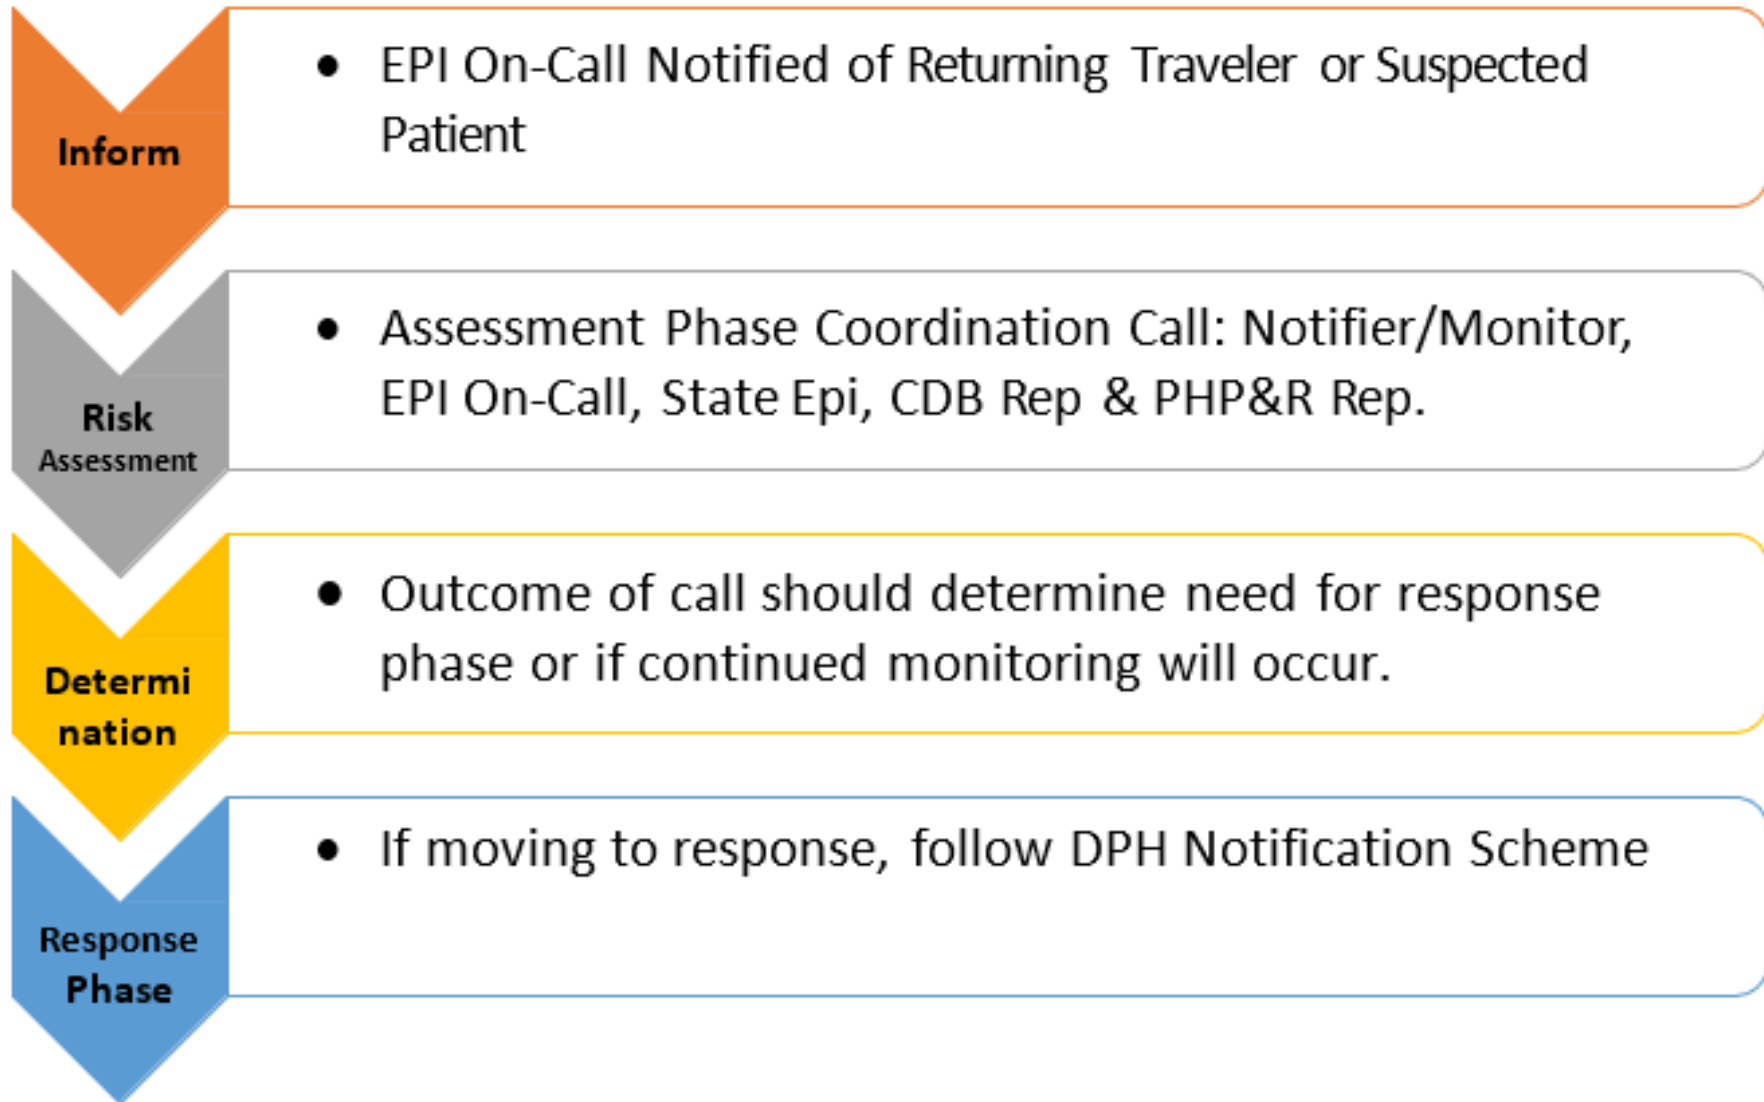 Inform
• EPI On-Call Notified of Returning Traveler or Suspected
Patient
Risk
Assessment
• Assessment Phase Coordination Call: Notifier/Monitor,
EPI On-Call, State Epi, CDB Rep & PHP&R Rep.
Determi
nation
• Outcome of call should determine need for response
phase or if continued monitoring will occur.
Response
Phase
• If moving to response, follow DPH Notification Scheme